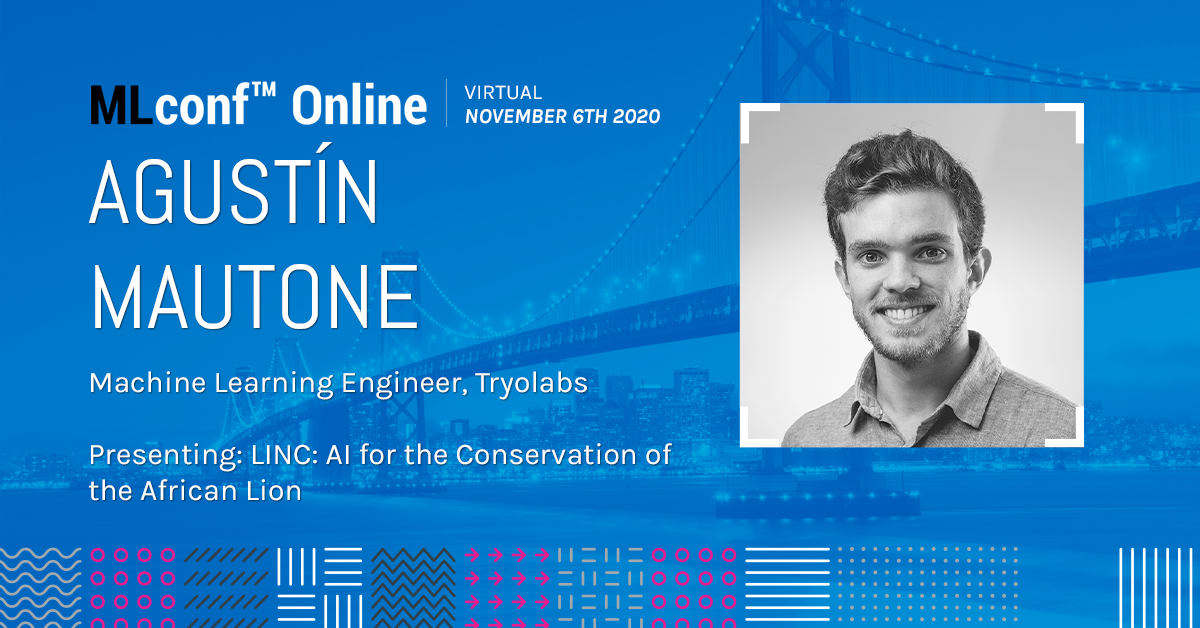 MLconf™ Online
VIRTUAL
NOVEMBER 6TH 2020
AGUSTÍN
MAUTONE
Machine Learning Engineer, Tryolabs
Presenting: LINC: AI for the Conservation of
the African Lion